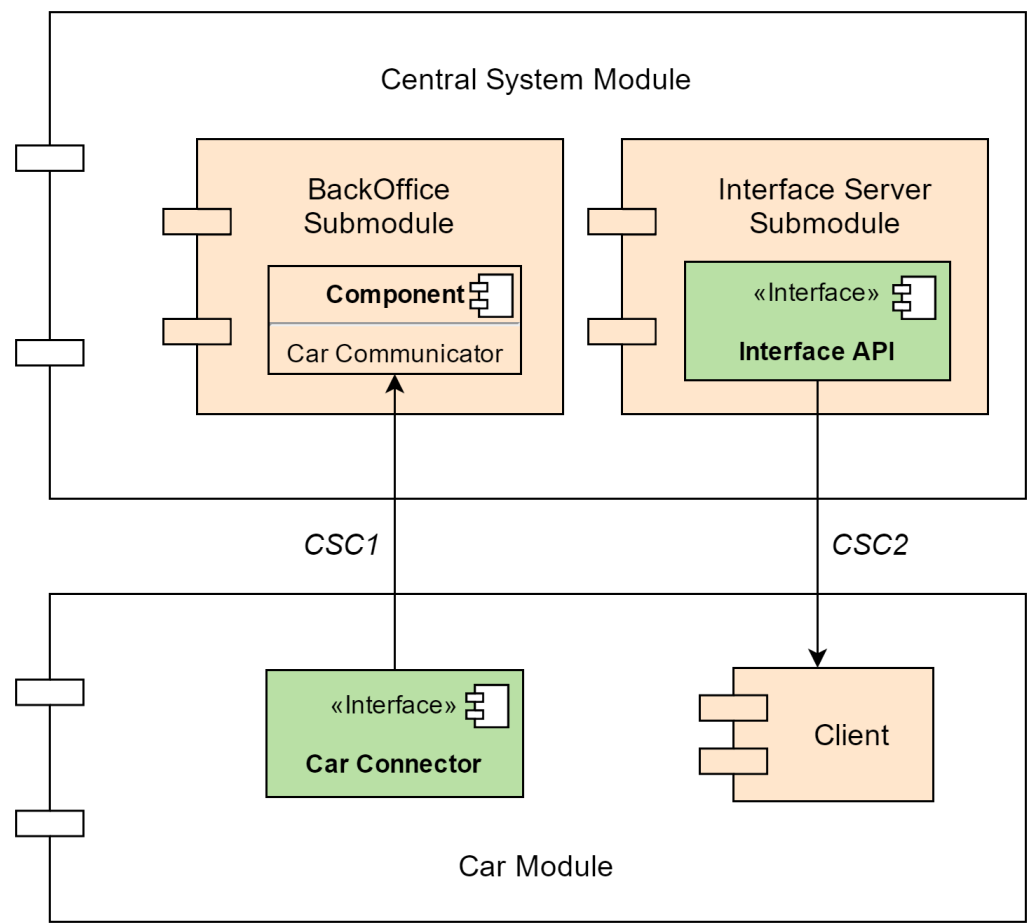 Central System Module
BackOffice
Submodule
Component
Car Communicator
Interface Server
Submodule
«Interface»
Interface API
CSC1
CSC2
«Interface»
Car Connector
Client
Car Module